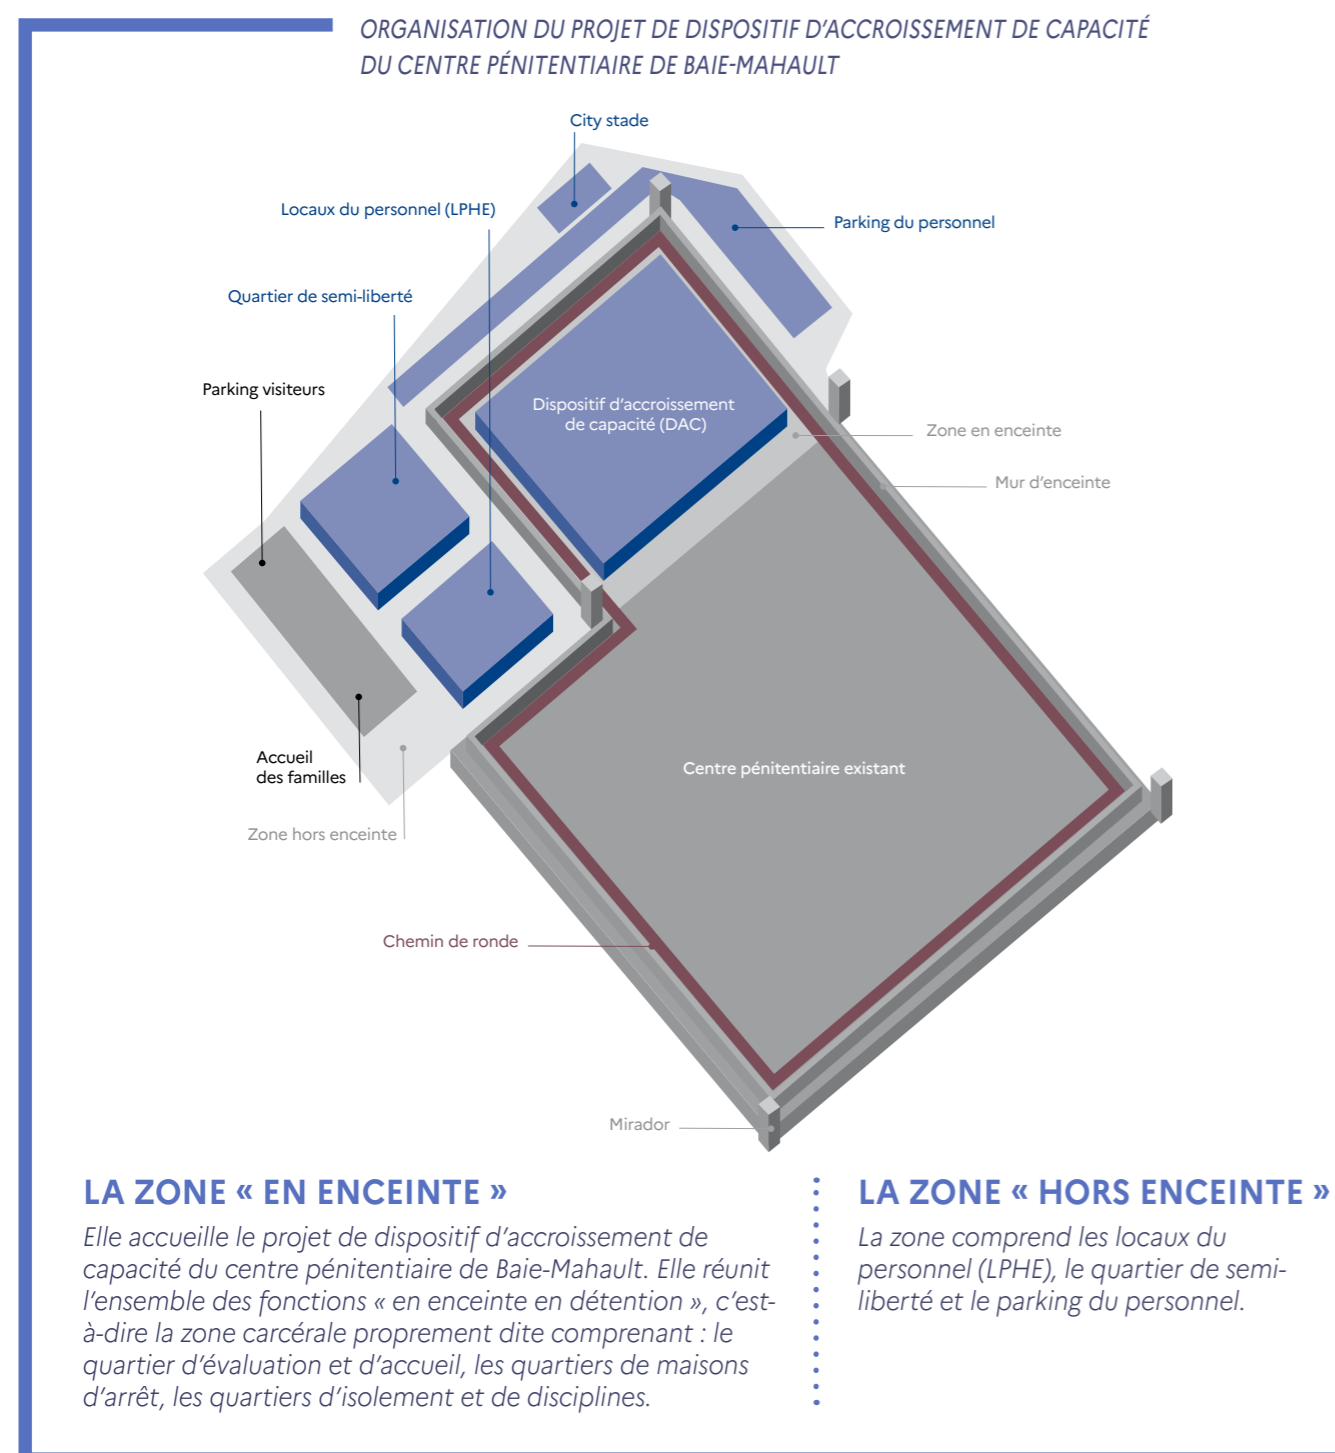 ORGANISATION DU PROJET DE DISPOSITIF D'ACCROISSEMENT DE CAPACITÉ
DU CENTRE PÉNITENTIAIRE DE BAIE-MAHAULT
City stade
Locaux du personnel (LPHE)
Parking du personnel
Quartier de semi-liberté
Parking visiteurs
Dispositif d'accroissement
de capacité (DAC)
Zone en enceinte
Mur d'enceinte
Accueil
des familles
Centre pénitentiaire existant
Zone hors enceinte
Chemin de ronde
Mirador
LA ZONE « EN ENCEINTE »
Elle accueille le projet de dispositif d'accroissement de
capacité du centre pénitentiaire de Baie-Mahault. Elle réunit
l'ensemble des fonctions « en enceinte en détention », c'est-
à-dire la zone carcérale proprement dite comprenant : le
quartier d'évaluation et d'accueil, les quartiers de maisons
d'arrêt, les quartiers d'isolement et de disciplines.
LA ZONE « HORS ENCEINTE »
La zone comprend les locaux du
personnel (LPHE), le quartier de semi-
liberté et le parking du personnel.